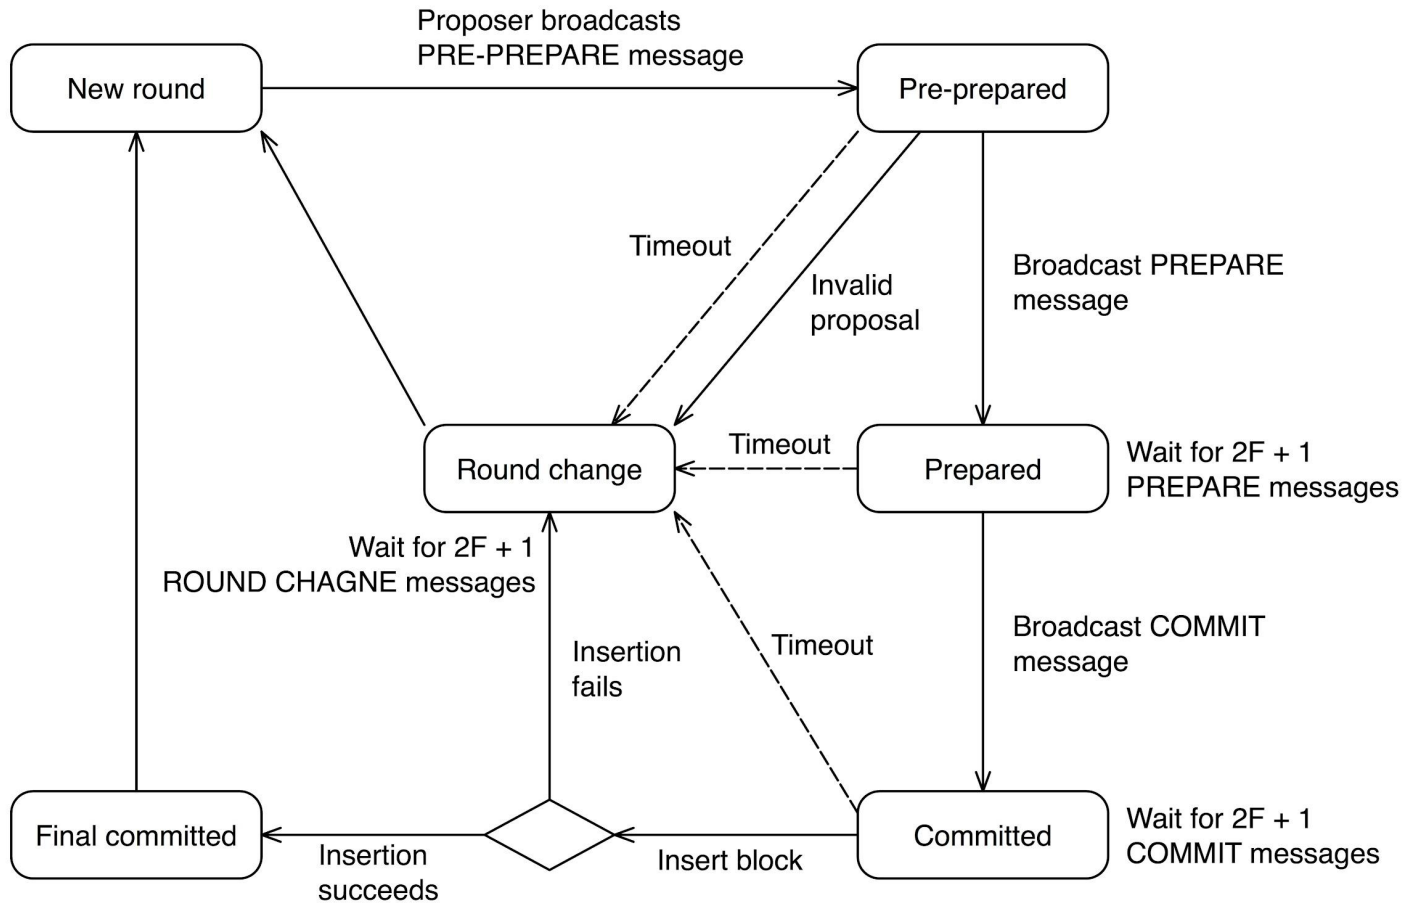 Proposer broadcasts
PRE-PREPARE message
New round
Pre-prepared
Timeout
Invalid
proposal
Broadcast PREPARE
message
Round change
Timeout
Prepared
Wait for 2F + 1
PREPARE messages
Wait for 2F + 1
ROUND CHAGNE messages
Insertion
fails
Timeout
Broadcast COMMIT
message
Final committed
Insertion
succeeds
Insert block
Committed
Wait for 2F + 1
COMMIT messages